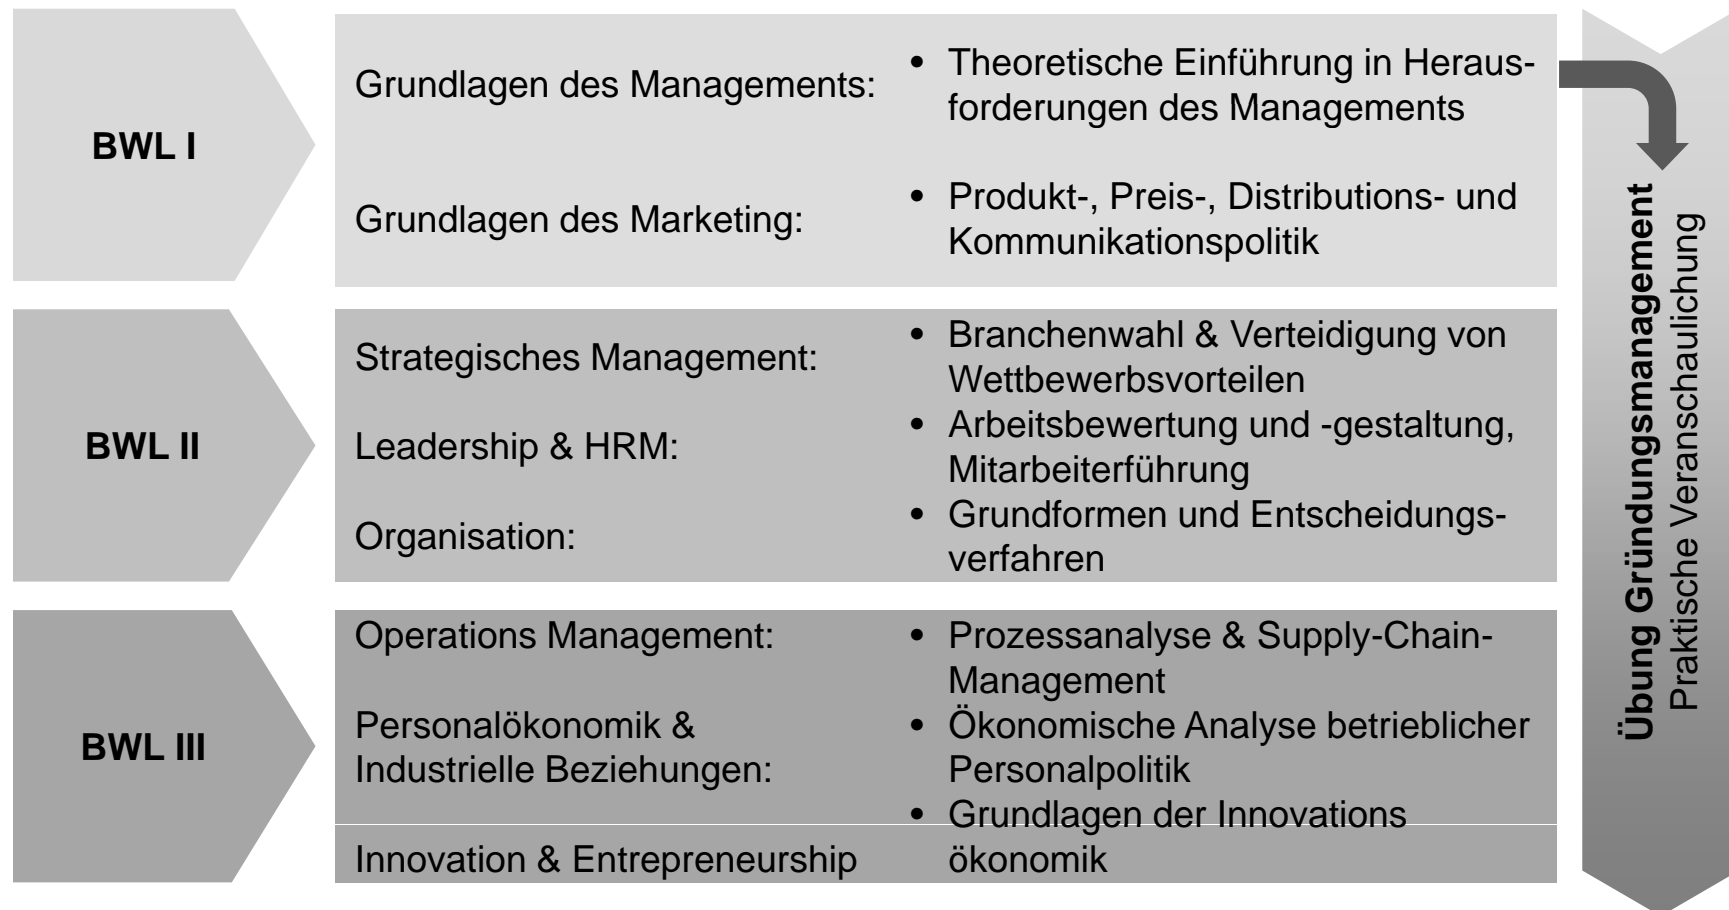 BWL I
Grundlagen des Managements:
• Theoretische Einführung in Heraus-
forderungen des Managements
Grundlagen des Marketing:
• Produkt-, Preis-, Distributions- und
Kommunikationspolitik
BWL II
Strategisches Management:
• Branchenwahl & Verteidigung von
Wettbewerbsvorteilen
Leadership & HRM:
• Arbeitsbewertung und -gestaltung,
Mitarbeiterführung
Organisation:
• Grundformen und Entscheidungs-
verfahren
BWL III
Operations Management:
• Prozessanalyse & Supply-Chain-
Management
Personalökonomik &
Industrielle Beziehungen:
• Ökonomische Analyse betrieblicher
Personalpolitik
Innovation & Entrepreneurship
• Grundlagen der Innovations
ökonomik
Übung Gründungsmanagement
Praktische Veranschaulichung